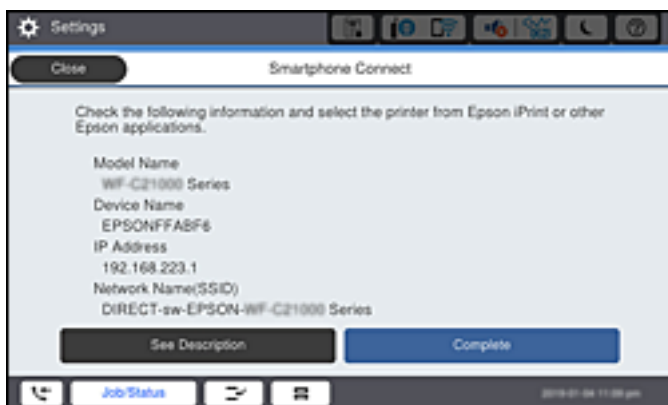 Settings
Close
Smartphone Connect
Check the following information and select the printer from Epson iPrint or other
Epson applications.
Model Name
WF-C21000 Series
Device Name
EPSONFFABF6
IP Address
192.168.223.1
Network Name(SSID)
DIRECT-sw-EPSON-WF-C21000 Series
See Description
Complete
Job/Status